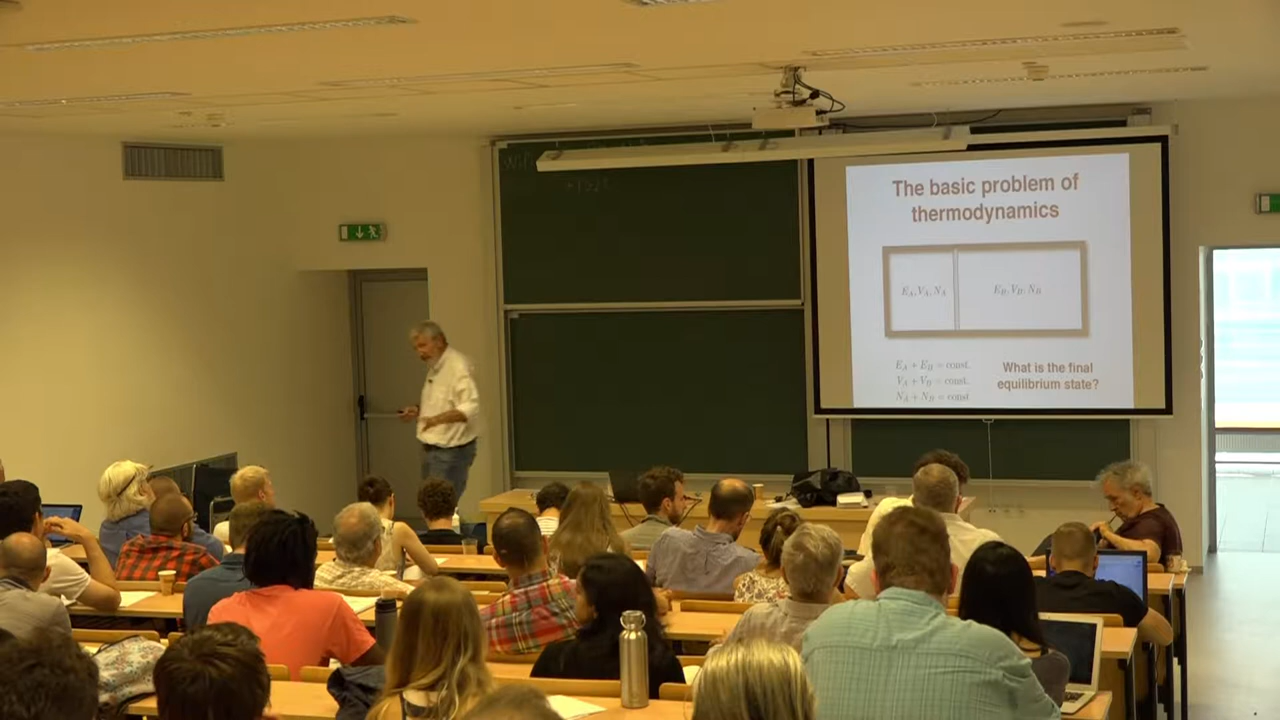 The basic problem of
thermodynamics
E_A, V_A, N_A
E_B, V_B, N_B
E_A + E_B = const.
V_A + V_B = const.
N_A + N_B = const
What is the final
equilibrium state?